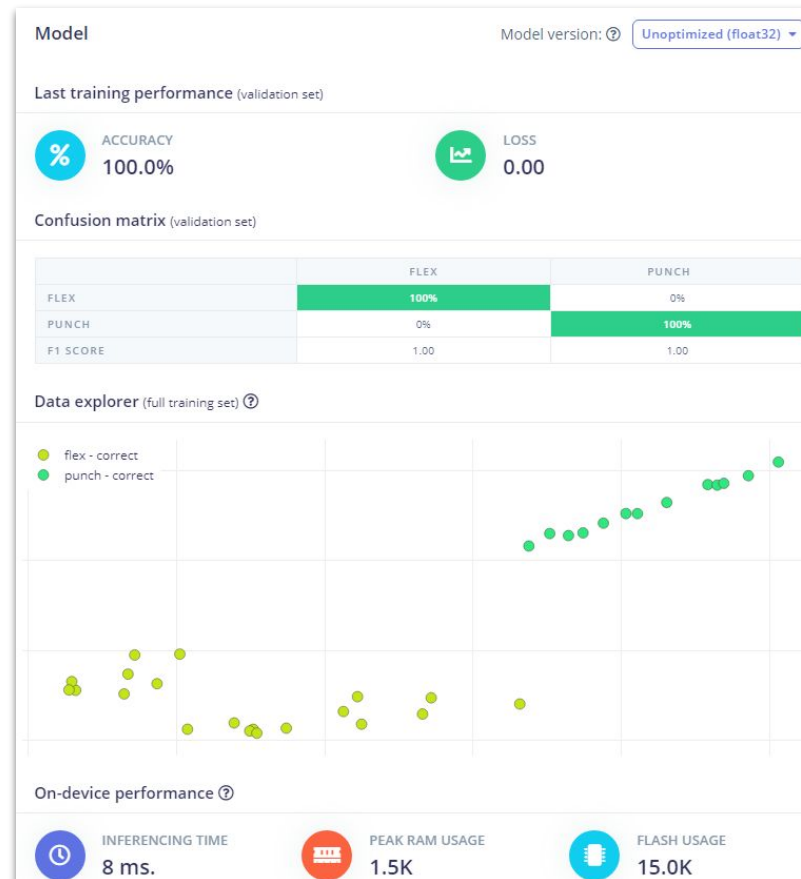 Model
Model version: Unoptimized (float32)
Last training performance (validation set)
% ACCURACY
100.0%
LOSS
0.00
Confusion matrix (validation set)
FLEX PUNCH
FLEX 100% 0%
PUNCH 0% 100%
F1 SCORE 1.00 1.00
Data explorer (full training set)
flex - correct
punch - correct
On-device performance
INFERENCING TIME
8 ms.
PEAK RAM USAGE
1.5K
FLASH USAGE
15.0K